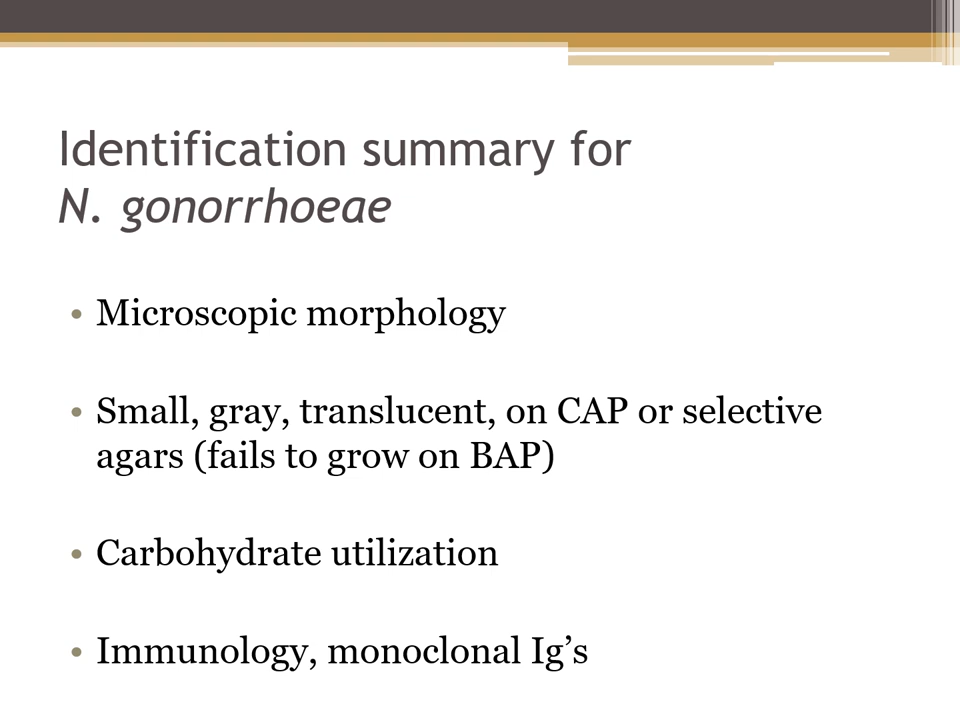 Identification summary for
N. gonorrhoeae
• Microscopic morphology
• Small, gray, translucent, on CAP or selective
agars (fails to grow on BAP)
• Carbohydrate utilization
• Immunology, monoclonal Ig’s